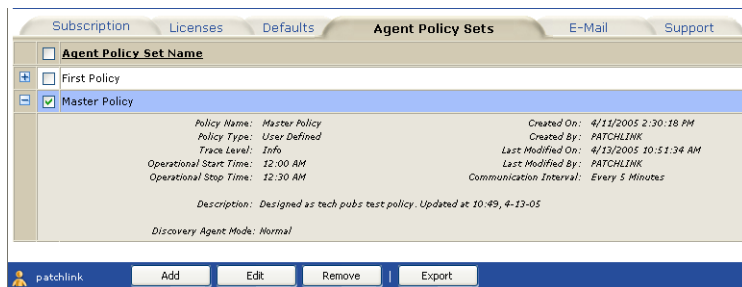 Subscription Licenses Defaults Agent Policy Sets E-Mail Support
Agent Policy Set Name
First Policy
Master Policy
Policy Name: Master Policy Created On: 4/11/2005 2:30:18 PM
Policy Type: User Defined Created By: PATCHLINK
Trace Level: Info Last Modified On: 4/13/2005 10:51:34 AM
Operational Start Time: 12:00 AM Last Modified By: PATCHLINK
Operational Stop Time: 12:30 AM Communication Interval: Every 5 Minutes
Description: Designed as tech pubs test policy. Updated at 10:49, 4-13-05
Discovery Agent Mode: Normal
patchlink Add Edit Remove | Export